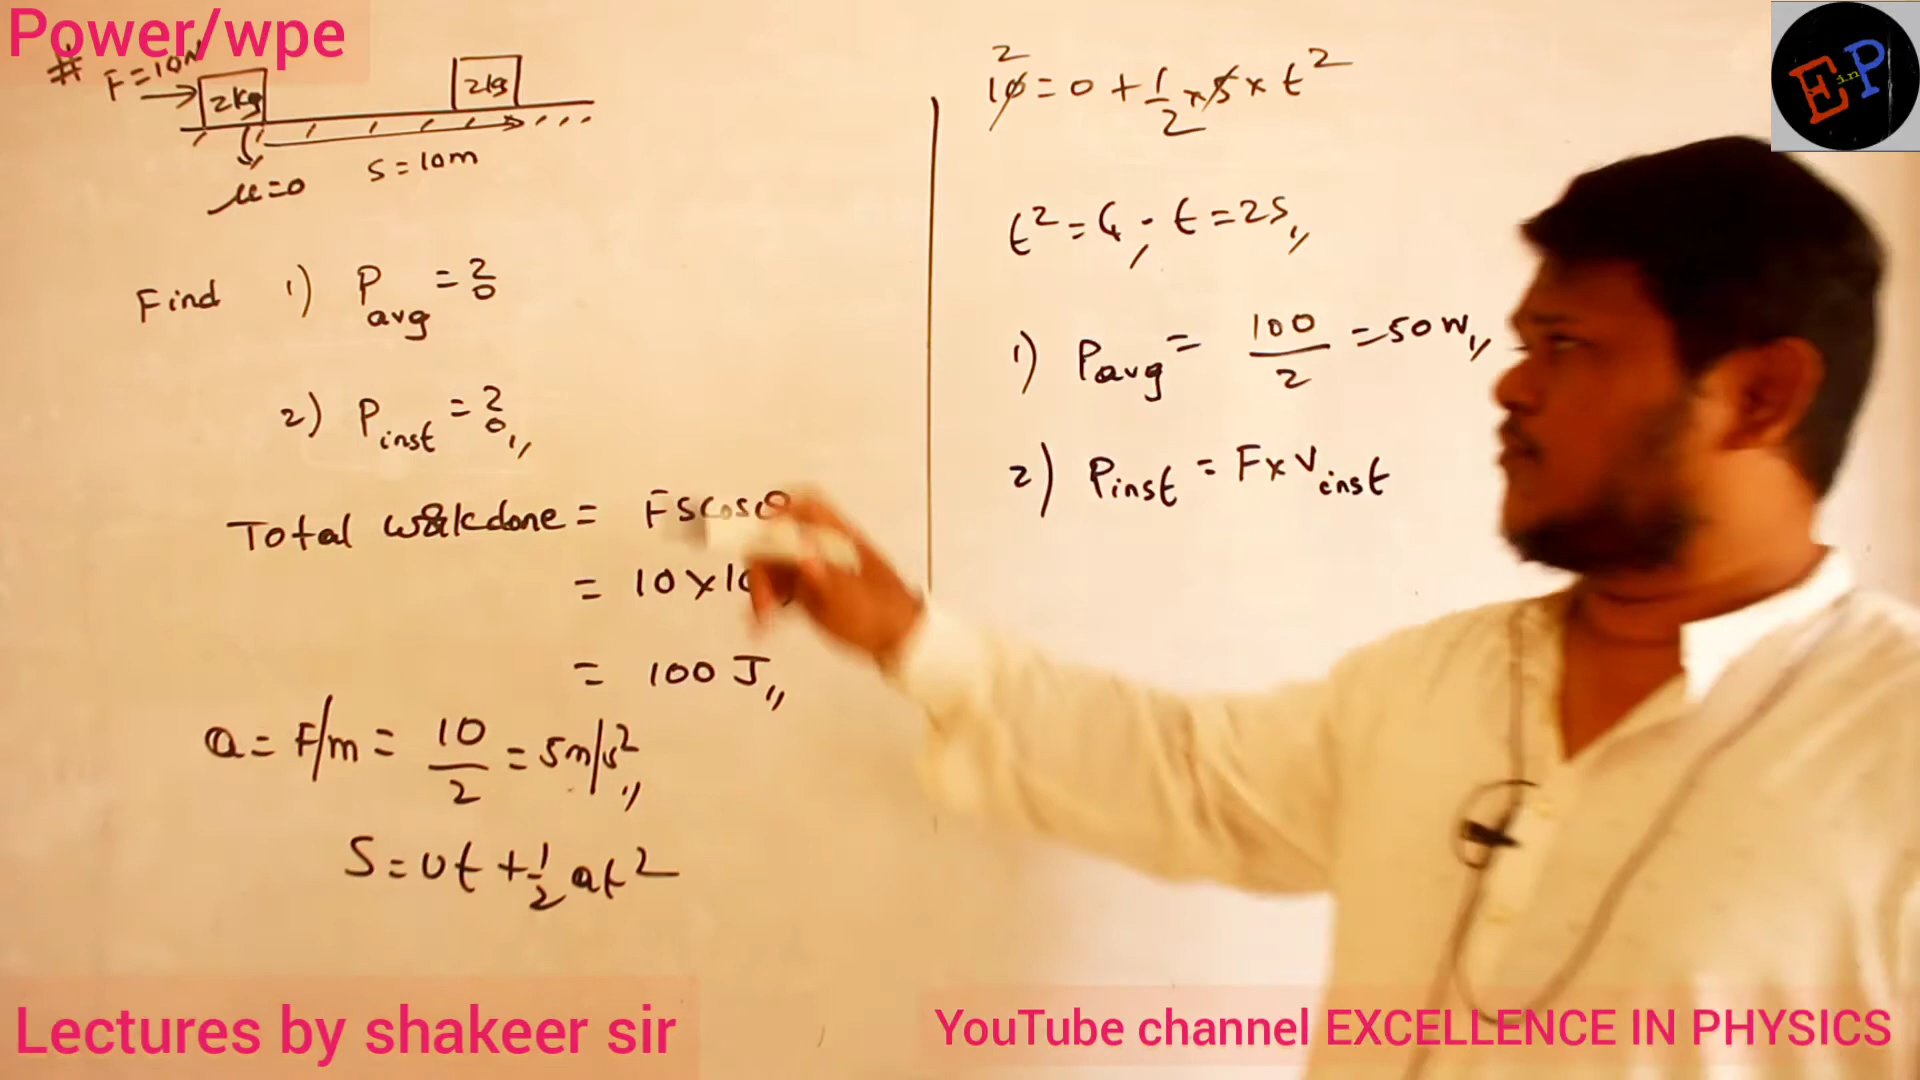 Power/wpe
# F=10N
2kg
2kg
S=10m
μ=0
Find 1) Pavg = ?
2) Pinst = ?
Total workdone = FScosθ
= 10×10
= 100 J
a = F/m = 10/2 = 5m/s²
S = ut + 1/2 at²
2
10 = 0 + 1/2 × 5 × t²
t² = 4; t = 2S
1) Pavg = 100/2 = 50W
2) Pinst = F×Vinst
E in P
Lectures by shakeer sir
YouTube channel EXCELLENCE IN PHYSICS